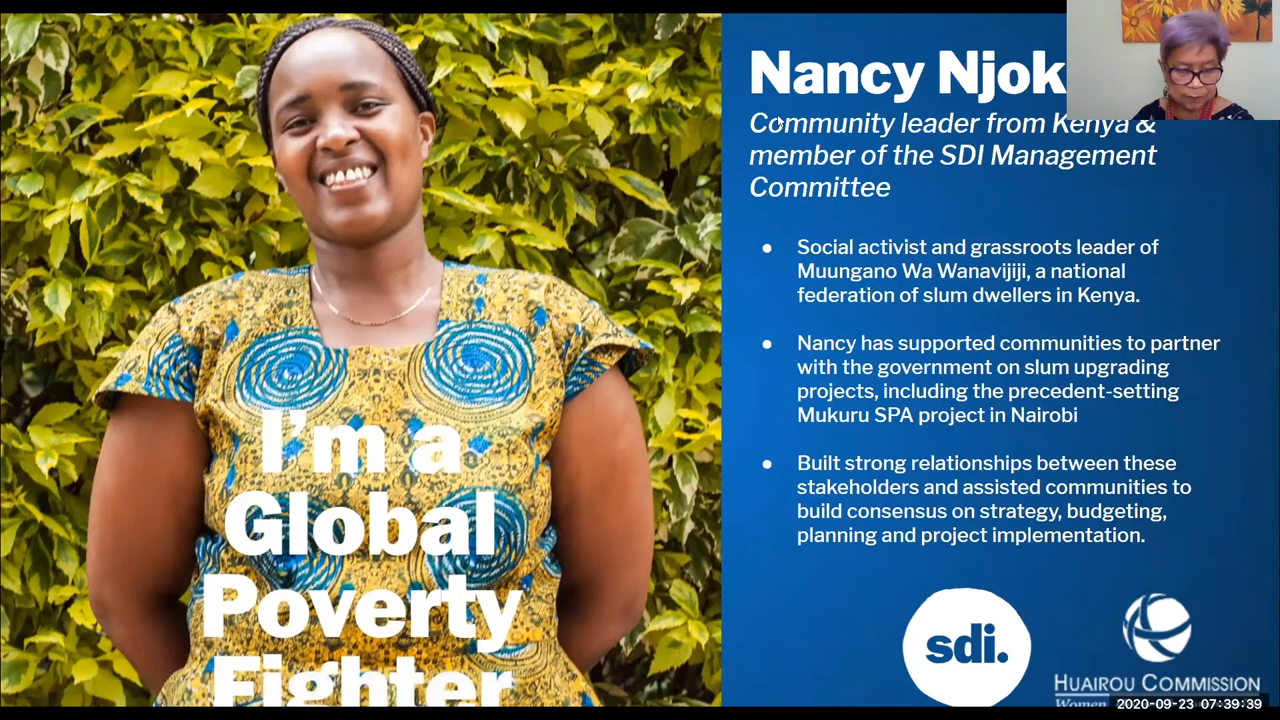 Nancy Njok
Community leader from Kenya &
member of the SDI Management
Committee
● Social activist and grassroots leader of
Muungano Wa Wanavijiji, a national
federation of slum dwellers in Kenya.
● Nancy has supported communities to partner
with the government on slum upgrading
projects, including the precedent-setting
Mukuru SPA project in Nairobi
● Built strong relationships between these
stakeholders and assisted communities to
build consensus on strategy, budgeting,
planning and project implementation.
I'm a
Global
Poverty
Fighter
sdi.
HUAIROU COMMISSION
Women
2020-09-23 07:39:39